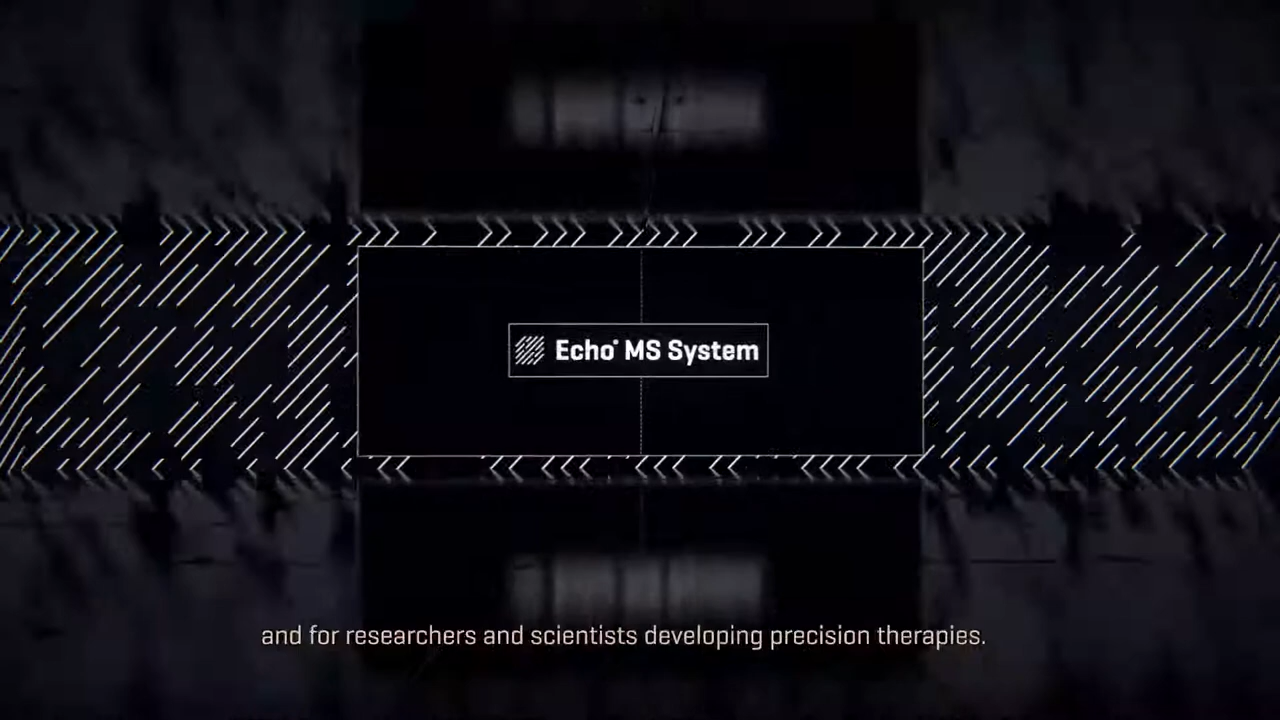 Echo® MS System
and for researchers and scientists developing precision therapies.